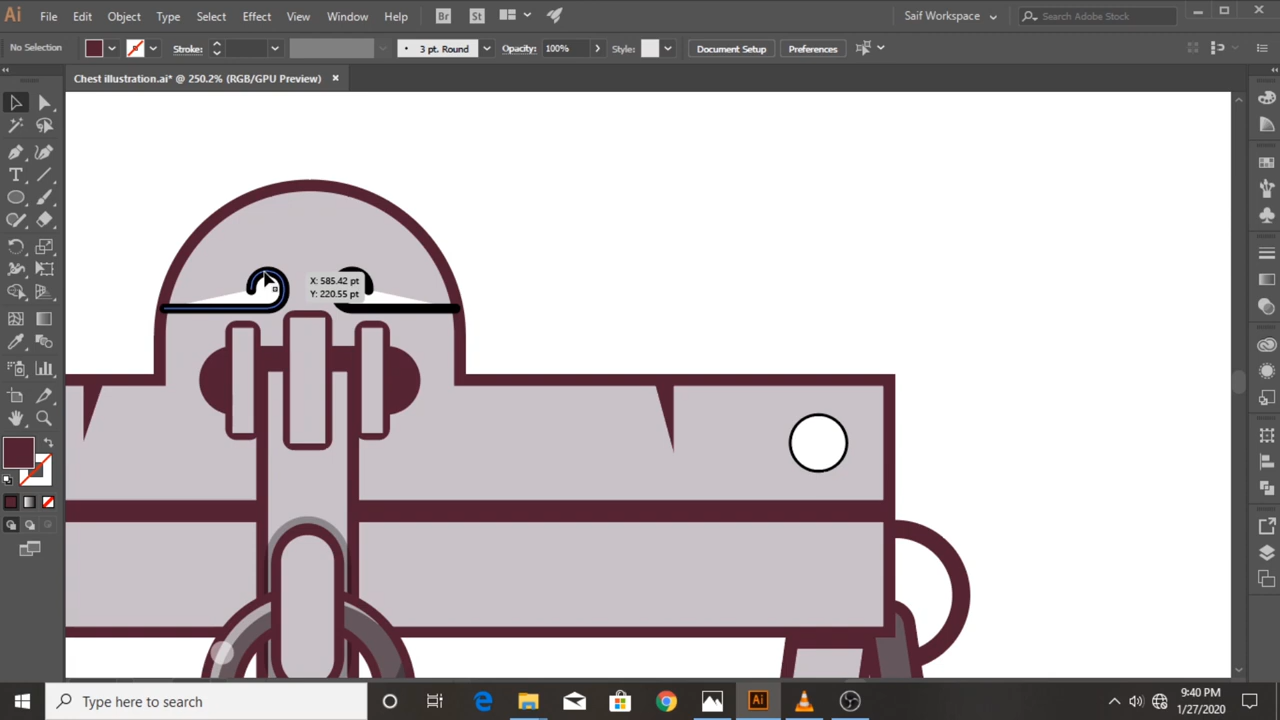 Ai File Edit Object Type Select Effect View Window Help Br St Saif Workspace Search Adobe Stock
No Selection Stroke: 3 pt. Round Opacity: 100% Style: Document Setup Preferences
Chest illustration.ai* @ 250.2% (RGB/GPU Preview)
X: 585.42 pt
Y: 220.55 pt
Type here to search Ai 9:40 PM
1/27/2020